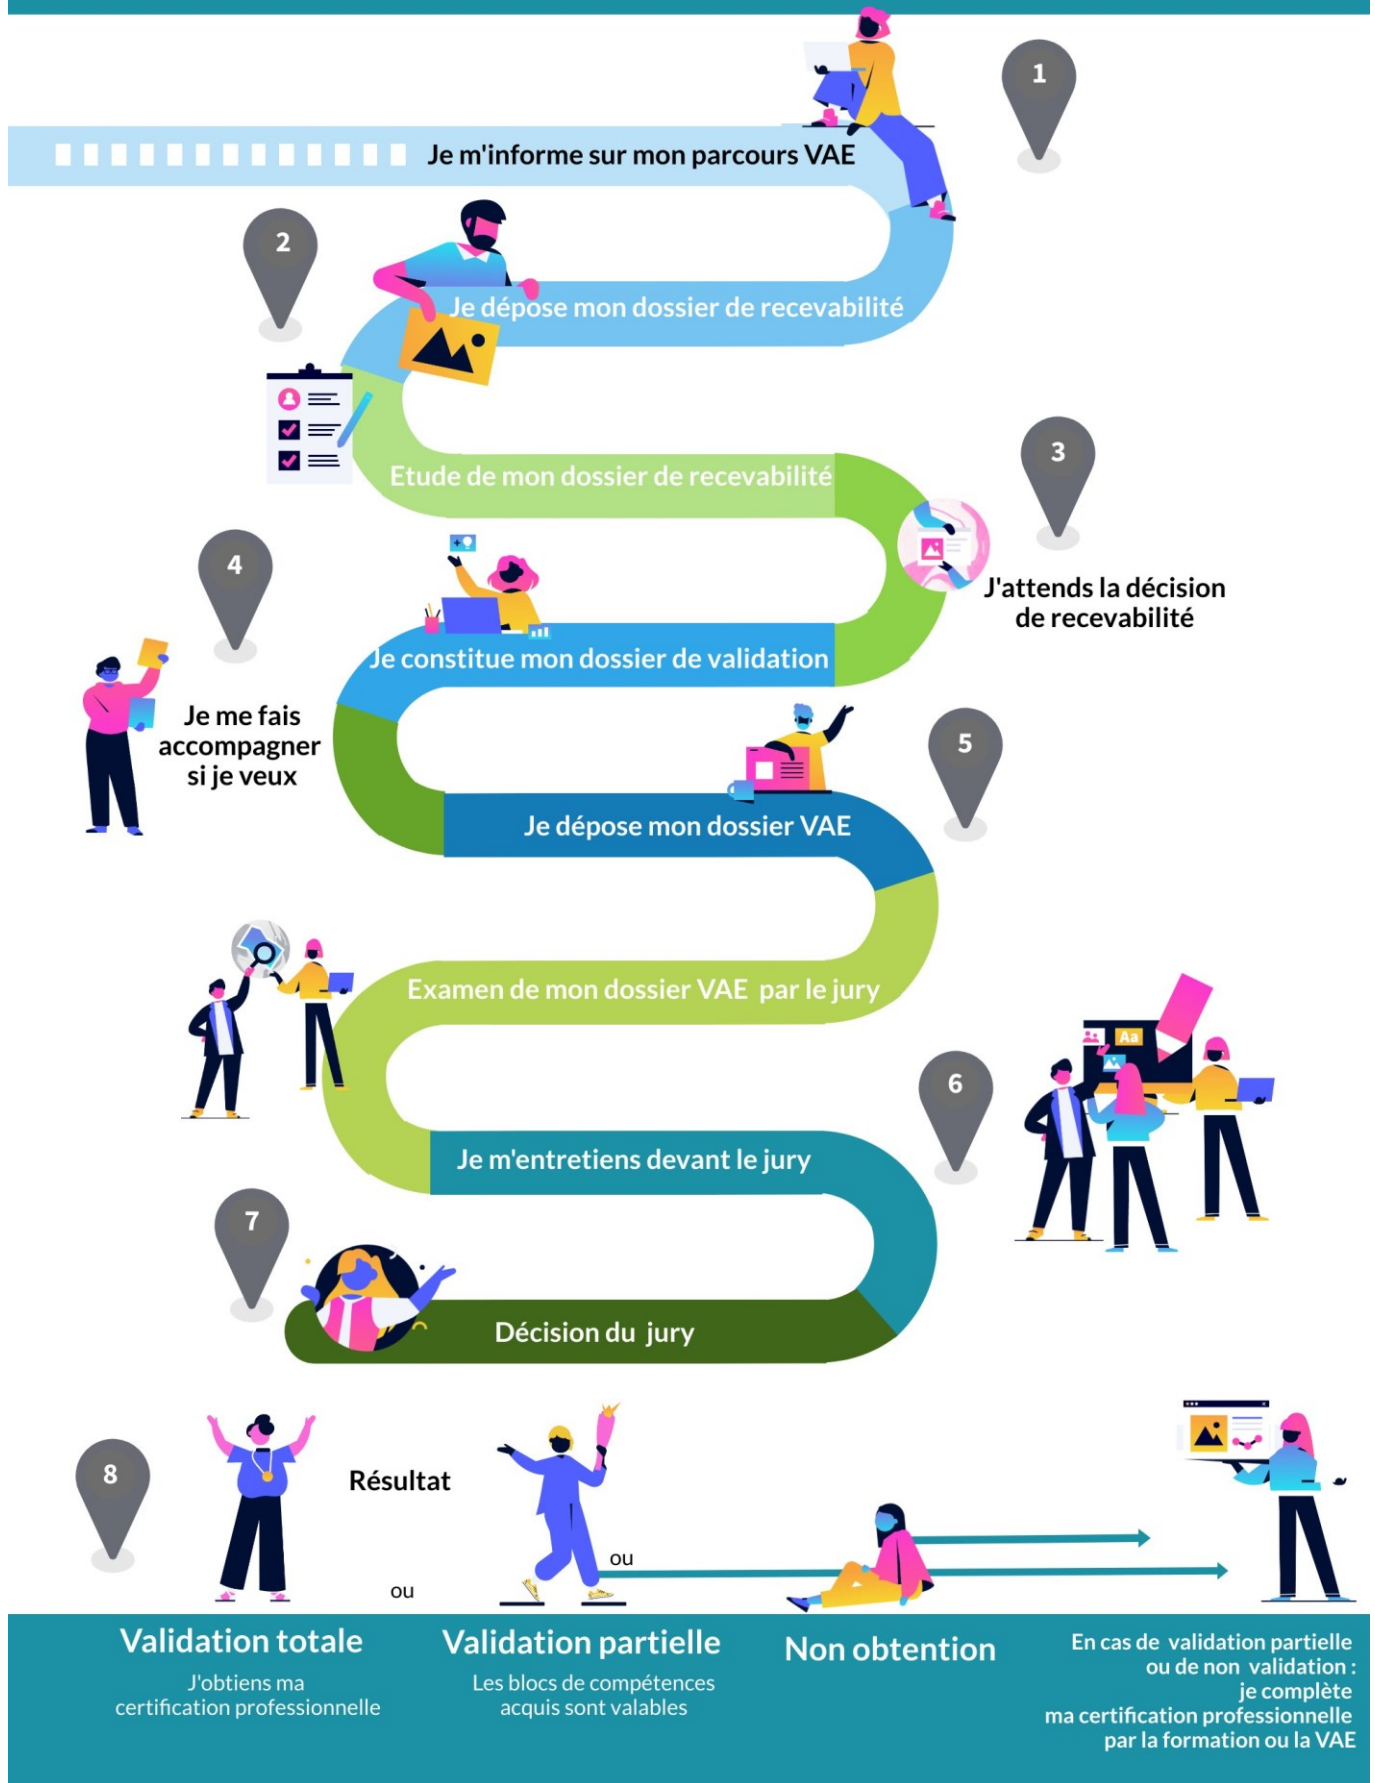 1
Je m'informe sur mon parcours VAE
2
Je dépose mon dossier de recevabilité
Etude de mon dossier de recevabilité
3
J'attends la décision
de recevabilité
4
Je constitue mon dossier de validation
Je me fais
accompagner
si je veux
5
Je dépose mon dossier VAE
Examen de mon dossier VAE par le jury
Aa
6
Je m'entretiens devant le jury
7
Décision du jury
8
Résultat
ou
ou
Validation totale
J'obtiens ma
certification professionnelle
Validation partielle
Les blocs de compétences
acquis sont valables
Non obtention
En cas de validation partielle
ou de non validation :
je complète
ma certification professionnelle
par la formation ou la VAE